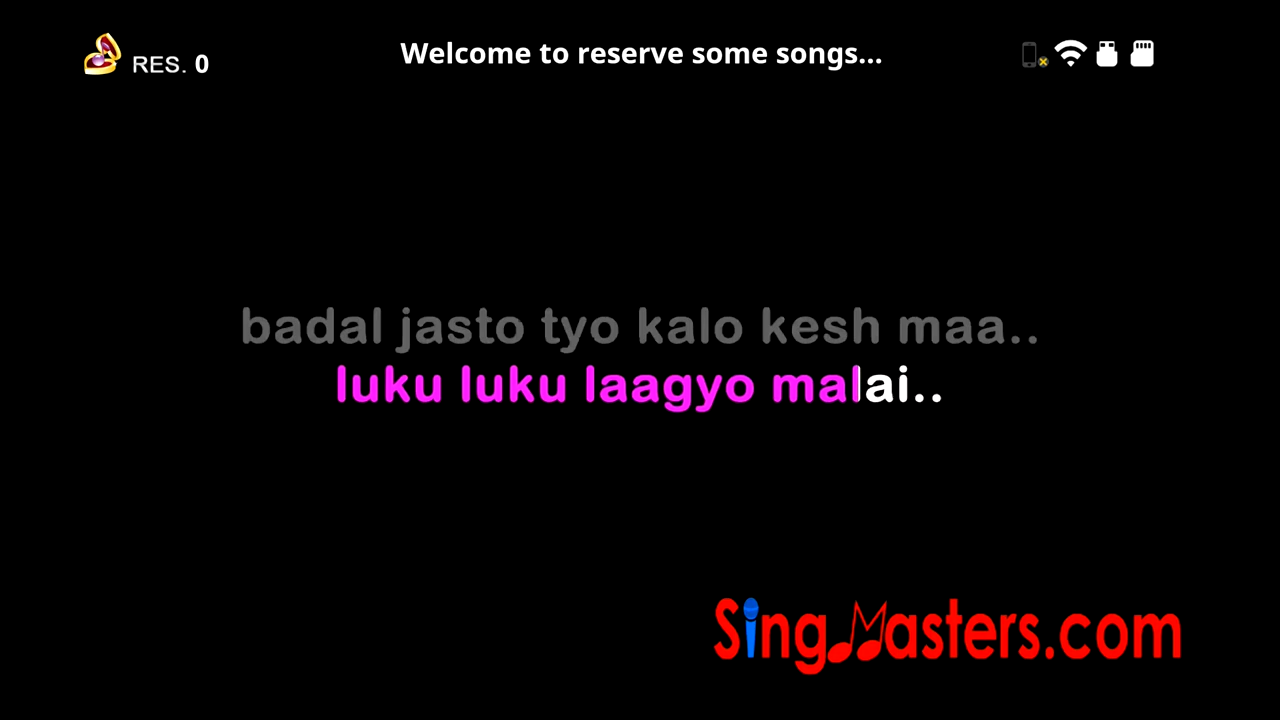 RES. 0
Welcome to reserve some songs...
badal jasto tyo kalo kesh maa..
luku luku laagyo malai..
SingMasters.com